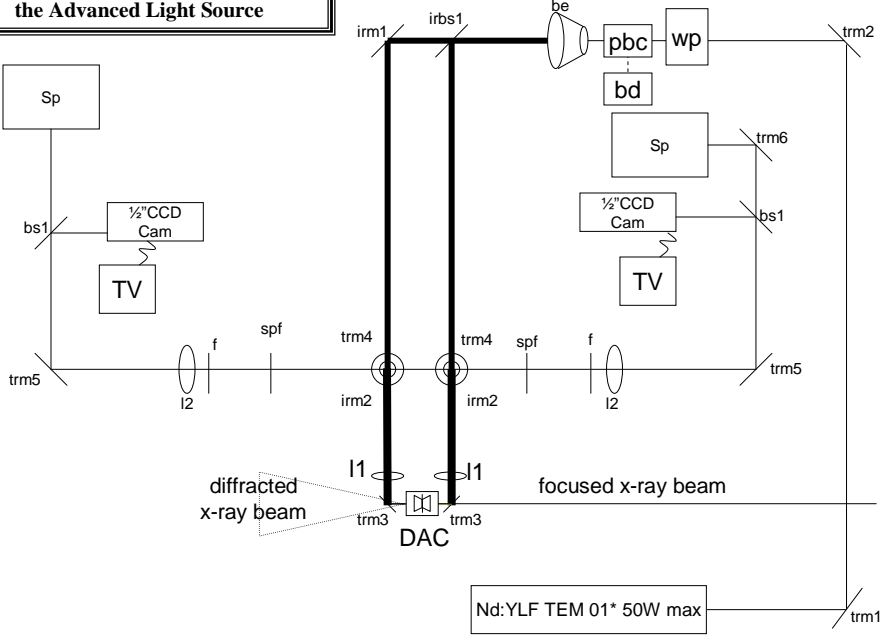 the Advanced Light Source
be
irm1
irbs1
trm2
pbc
wp
bd
Sp
Sp
trm6
½"CCD
Cam
½"CCD
Cam
bs1
bs1
TV
TV
spf
f
trm4
trm4
spf
f
trm5
l2
irm2
irm2
l2
trm5
l1
l1
diffracted
x-ray beam
focused x-ray beam
trm3
trm3
DAC
Nd:YLF TEM 01* 50W max
trm1